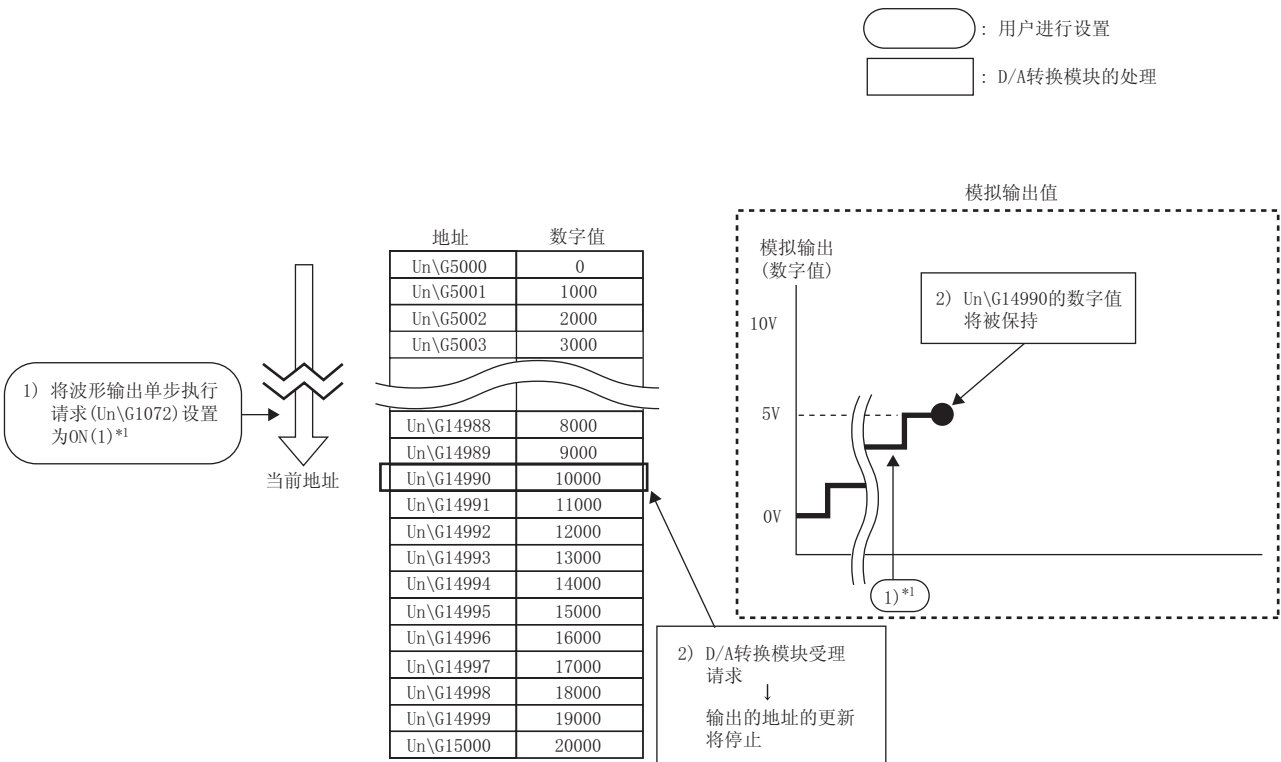 : 用户进行设置
: D/A转换模块的处理
模拟输出值
地址 数字值
Un\G5000 0
Un\G5001 1000
Un\G5002 2000
Un\G5003 3000
Un\G14988 8000
Un\G14989 9000
Un\G14990 10000
Un\G14991 11000
Un\G14992 12000
Un\G14993 13000
Un\G14994 14000
Un\G14995 15000
Un\G14996 16000
Un\G14997 17000
Un\G14998 18000
Un\G14999 19000
Un\G15000 20000
1) 将波形输出单步执行
请求(Un\G1072)设置
为ON(1)*1
当前地址
模拟输出
(数字值)
10V
5V
0V
2) Un\G14990的数字值
将被保持
1)*1
2) D/A转换模块受理
请求
↓
输出的地址的更新
将停止